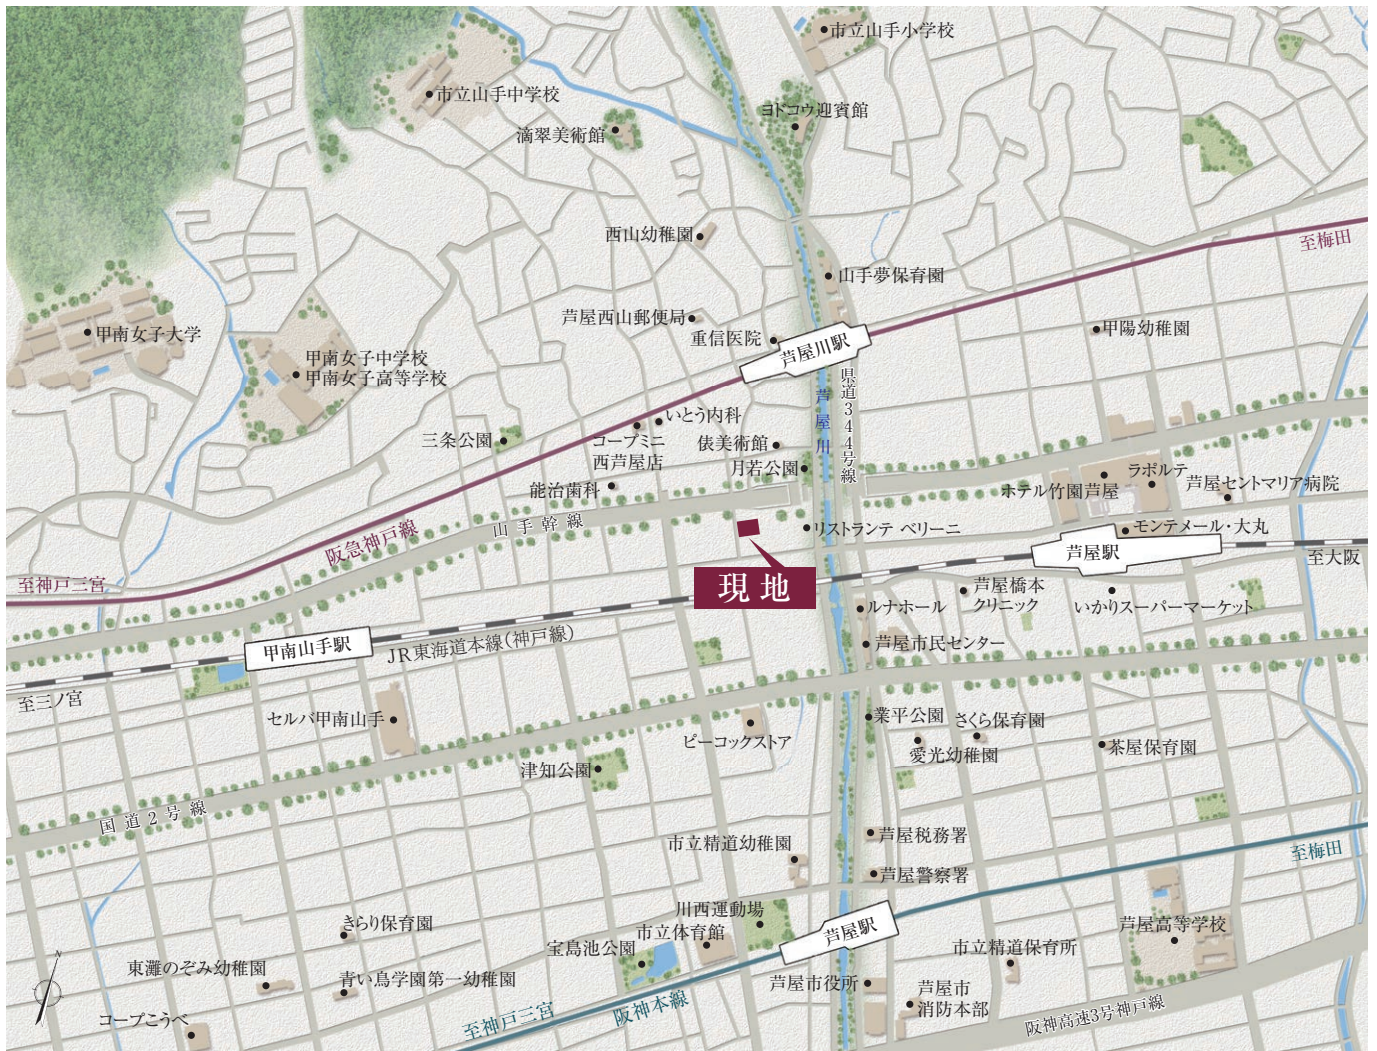 市立山手小学校
市立山手中学校
ヨドコウ迎賓館
滴翠美術館
西山幼稚園
至梅田
山手夢保育園
芦屋西山郵便局
甲陽幼稚園
甲南女子大学
重信医院
芦屋川駅
甲南女子中学校
甲南女子高等学校
県道344号線
芦屋川
いとう内科
三条公園
コープミニ
西芦屋店
俵美術館
月若公園
ラポルテ
ホテル竹園芦屋
芦屋セントマリア病院
能治歯科
山手幹線
リストランテ ベリーニ
モンテメール・大丸
阪急神戸線
芦屋駅
至大阪
至神戸三宮
現地
芦屋橋本
クリニック
ルナホール
いかりスーパーマーケット
甲南山手駅
JR東海道本線(神戸線)
芦屋市民センター
至三ノ宮
セルバ甲南山手
業平公園
さくら保育園
ピーコックストア
愛光幼稚園
茶屋保育園
津知公園
国道2号線
芦屋税務署
市立精道幼稚園
至梅田
芦屋警察署
川西運動場
きらり保育園
市立体育館
芦屋駅
芦屋高等学校
宝島池公園
市立精道保育所
東灘のぞみ幼稚園
青い鳥学園第一幼稚園
芦屋市役所
芦屋市
消防本部
N
阪神本線
至神戸三宮
コープこうべ
阪神高速3号神戸線